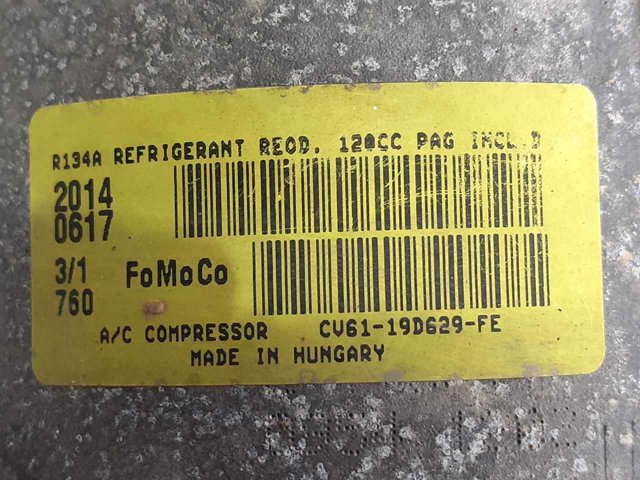 R134A REFRIGERANT REQD. 120CC PAG INCL.D
2014
0617
3/1 FoMoCo
760
A/C COMPRESSOR CV61-19D629-FE
MADE IN HUNGARY